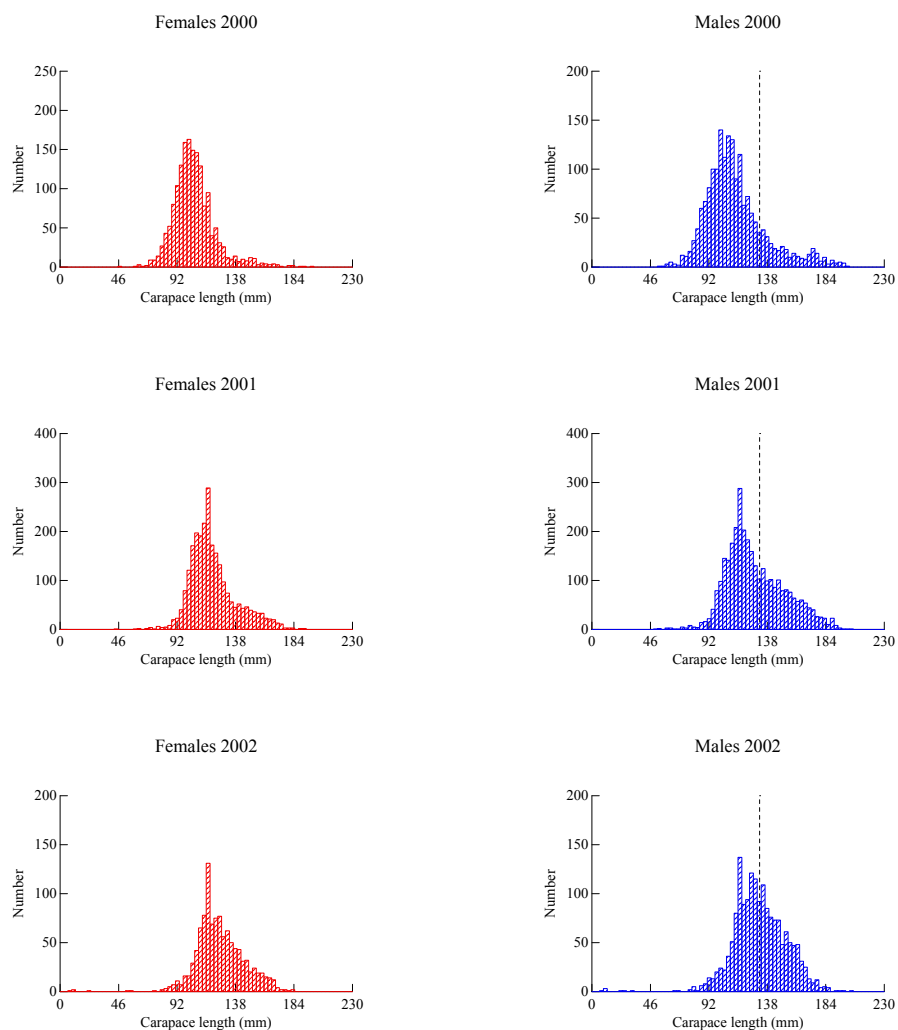 Females 2000
Males 2000
250
200
150
100
50
0
Number
0 46 92 138 184 230
Carapace length (mm)
200
150
100
50
0
Number
0 46 92 138 184 230
Carapace length (mm)
Females 2001
Males 2001
400
300
200
100
0
Number
0 46 92 138 184 230
Carapace length (mm)
400
300
200
100
0
Number
0 46 92 138 184 230
Carapace length (mm)
Females 2002
Males 2002
200
150
100
50
0
Number
0 46 92 138 184 230
Carapace length (mm)
200
150
100
50
0
Number
0 46 92 138 184 230
Carapace length (mm)